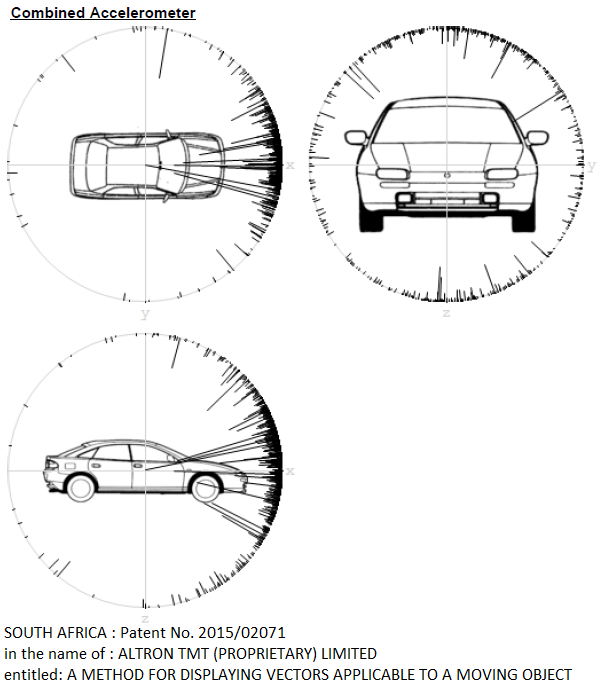 Combined Accelerometer
x
y
y
z
x
z
SOUTH AFRICA : Patent No. 2015/02071
in the name of : ALTRON TMT (PROPRIETARY) LIMITED
entitled: A METHOD FOR DISPLAYING VECTORS APPLICABLE TO A MOVING OBJECT